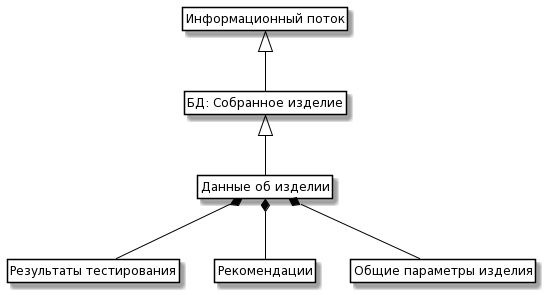 Информационный поток
БД: Собранное изделие
Данные об изделии
Результаты тестирования
Рекомендации
Общие параметры изделия